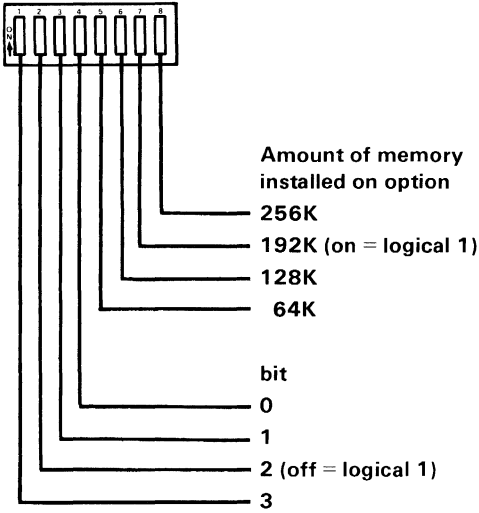 1 2 3 4 5 6 7 8
ON
Amount of memory
installed on option
256K
192K (on = logical 1)
128K
64K
bit
0
1
2 (off = logical 1)
3